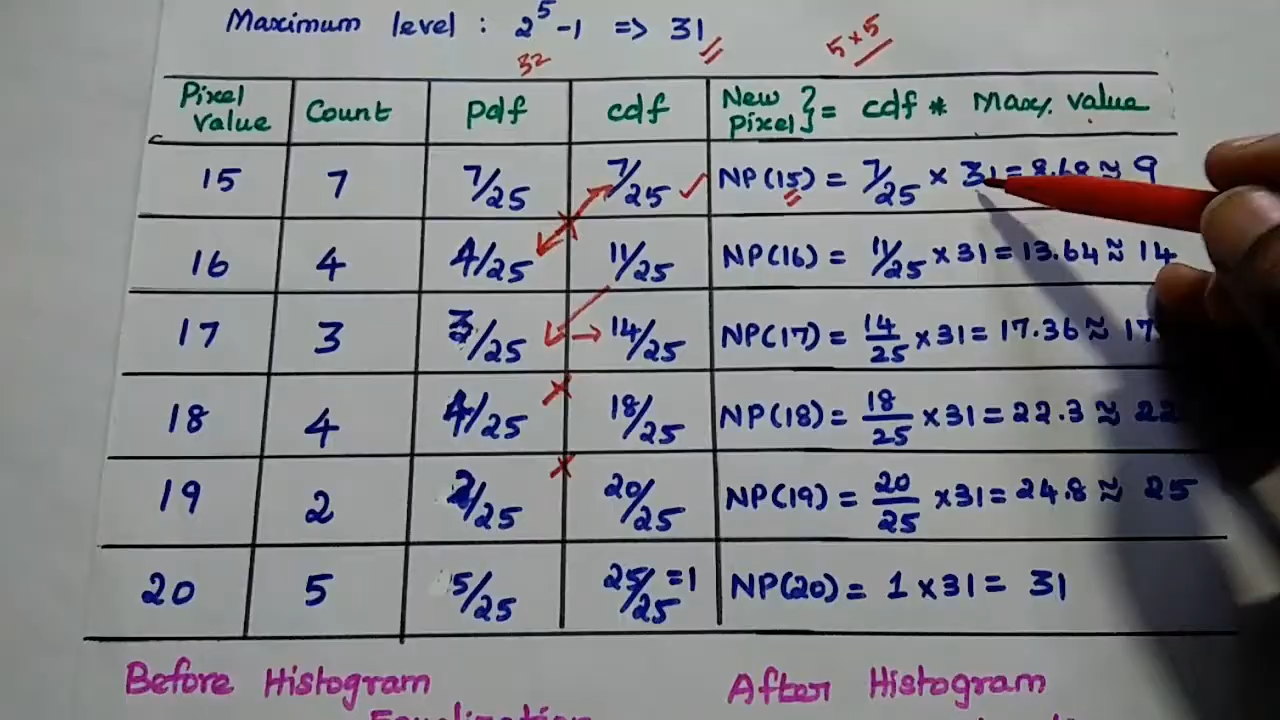 Maximum level : 2^5 -1 => 31
32
5×5
Pixel value Count Pdf cdf New Pixel } = cdf * Max. value
15 7 7/25 7/25 ✓ NP(15) = 7/25 × 31 = 8.68 ≈ 9
16 4 4/25 11/25 NP(16) = 11/25 × 31 = 13.64 ≈ 14
17 3 3/25 14/25 NP(17) = 14/25 × 31 = 17.36 ≈ 17
18 4 4/25 18/25 NP(18) = 18/25 × 31 = 22.3 ≈ 22
19 2 2/25 20/25 NP(19) = 20/25 × 31 = 24.8 ≈ 25
20 5 5/25 25/25 = 1 NP(20) = 1 × 31 = 31
Before Histogram After Histogram
Equalization